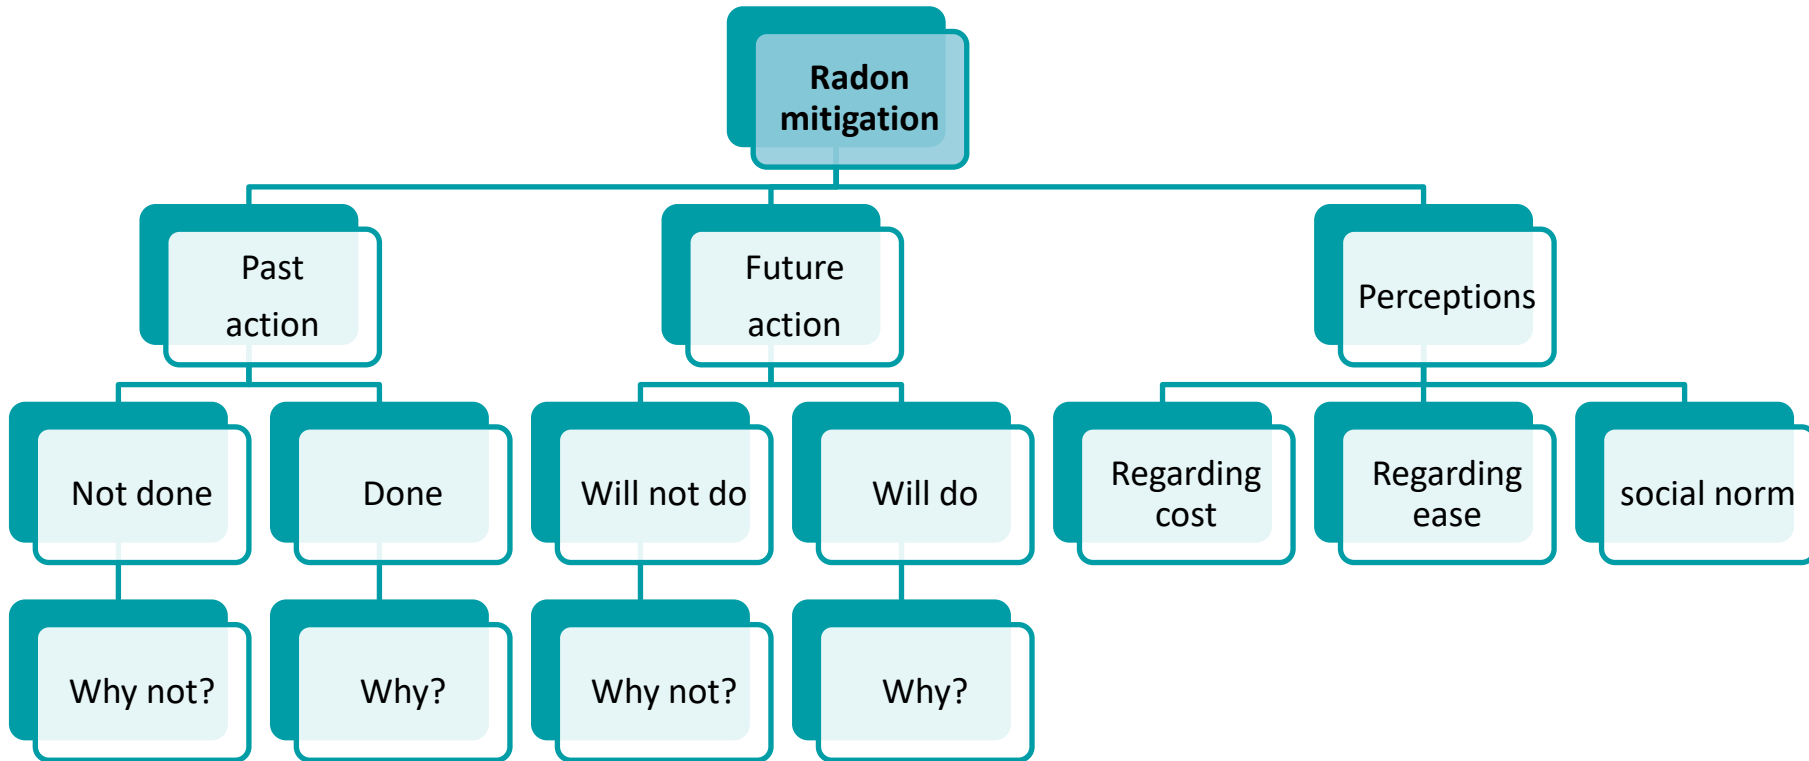 Radon
mitigation
Past
action
Future
action
Perceptions
Not done
Done
Will not do
Will do
Regarding
cost
Regarding
ease
social norm
Why not?
Why?
Why not?
Why?